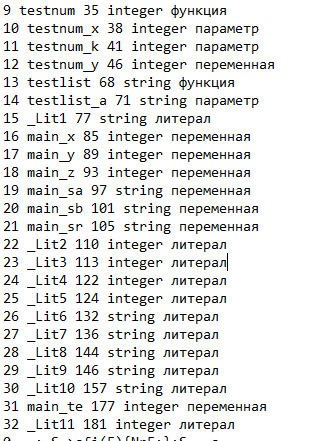 9 testnum 35 integer функция
10 testnum_x 38 integer параметр
11 testnum_k 41 integer параметр
12 testnum_y 46 integer переменная
13 testlist 68 string функция
14 testlist_a 71 string параметр
15 _Lit1 77 string литерал
16 main_x 85 integer переменная
17 main_y 89 integer переменная
18 main_z 93 integer переменная
19 main_sa 97 string переменная
20 main_sb 101 string переменная
21 main_sr 105 string переменная
22 _Lit2 110 integer литерал
23 _Lit3 113 integer литерал
24 _Lit4 122 integer литерал
25 _Lit5 124 integer литерал
26 _Lit6 132 string литерал
27 _Lit7 136 string литерал
28 _Lit8 144 string литерал
29 _Lit9 146 string литерал
30 _Lit10 157 string литерал
31 main_te 177 integer переменная
32 _Lit11 181 integer литерал